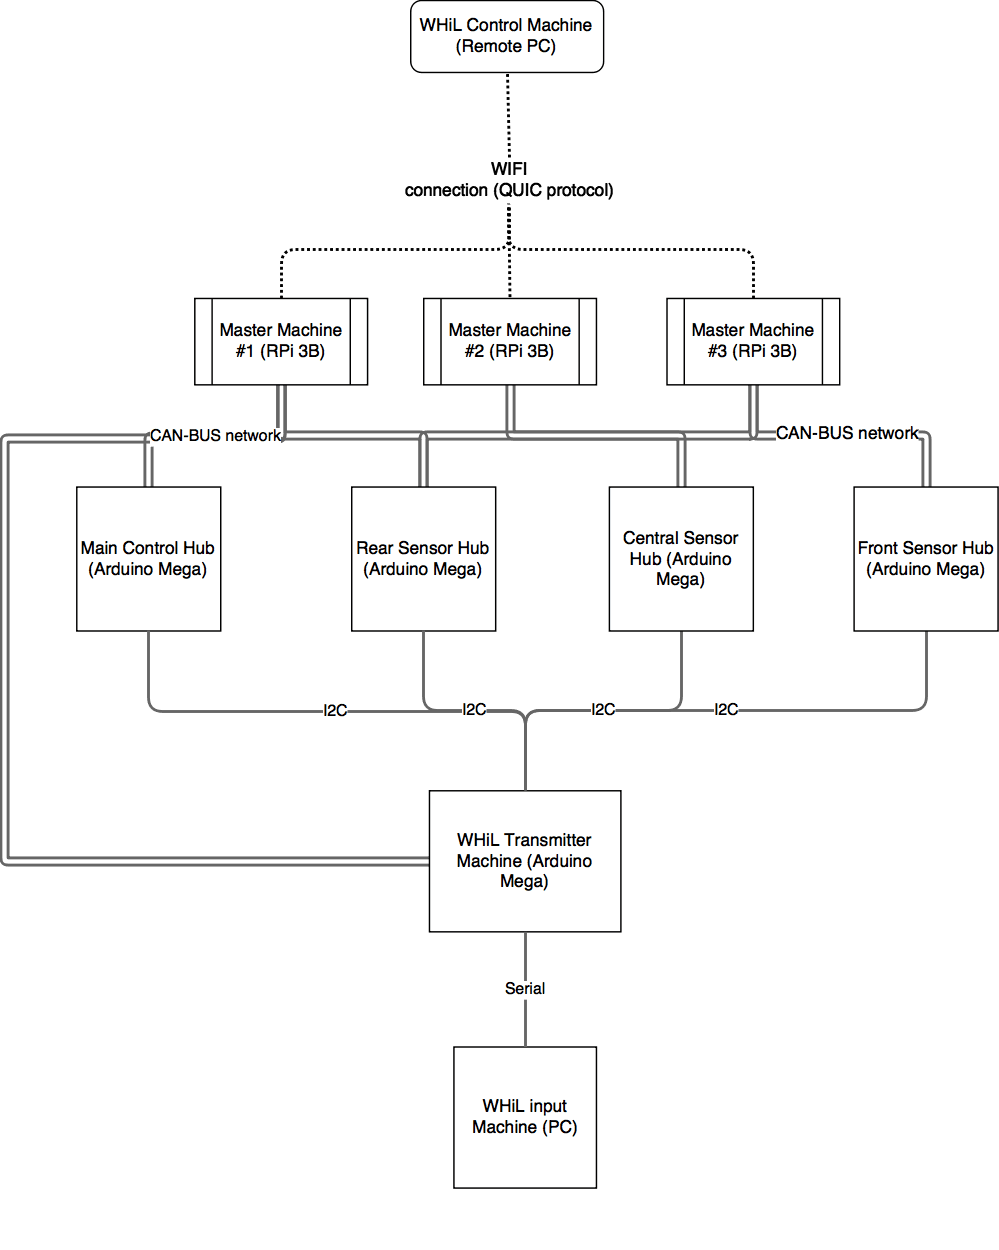 WHiL Control Machine
(Remote PC)
WIFI
connection (QUIC protocol)
Master Machine
#1 (RPi 3B)
Master Machine
#2 (RPi 3B)
Master Machine
#3 (RPi 3B)
CAN-BUS network
CAN-BUS network
Main Control Hub
(Arduino Mega)
Rear Sensor Hub
(Arduino Mega)
Central Sensor
Hub (Arduino
Mega)
Front Sensor Hub
(Arduino Mega)
I2C
I2C
I2C
I2C
WHiL Transmitter
Machine (Arduino
Mega)
Serial
WHiL input
Machine (PC)